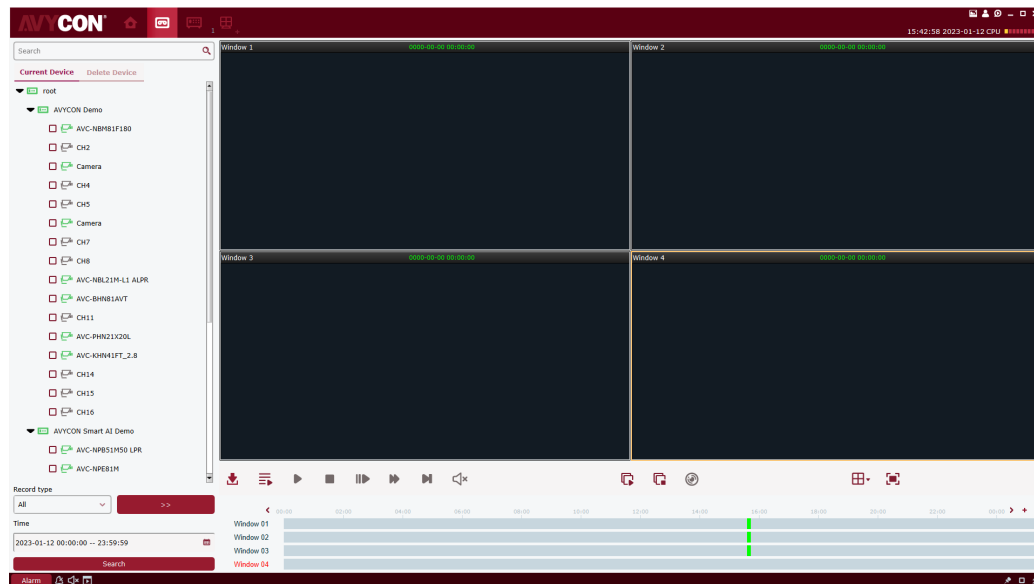 AVYCON
1
15:42:58 2023-01-12 CPU
Search
Current Device Delete Device
root
AVYCON Demo
AVC-NBM81F180
CH2
Camera
CH4
CH5
Camera
CH7
CH8
AVC-NBL21M-L1 ALPR
AVC-BHN81AVT
CH11
AVC-PHN21X20L
AVC-KHN41FT_2.8
CH14
CH15
CH16
AVYCON Smart AI Demo
AVC-NPB51M50 LPR
AVC-NPE81M
Record type
All
>>
Time
2023-01-12 00:00:00 -- 23:59:59
Search
Window 1 0000-00-00 00:00:00
Window 2 0000-00-00 00:00:00
Window 3 0000-00-00 00:00:00
Window 4 0000-00-00 00:00:00
00:00 02:00 04:00 06:00 08:00 10:00 12:00 14:00 16:00 18:00 20:00 22:00 00:00
Window 01
Window 02
Window 03
Window 04
Alarm